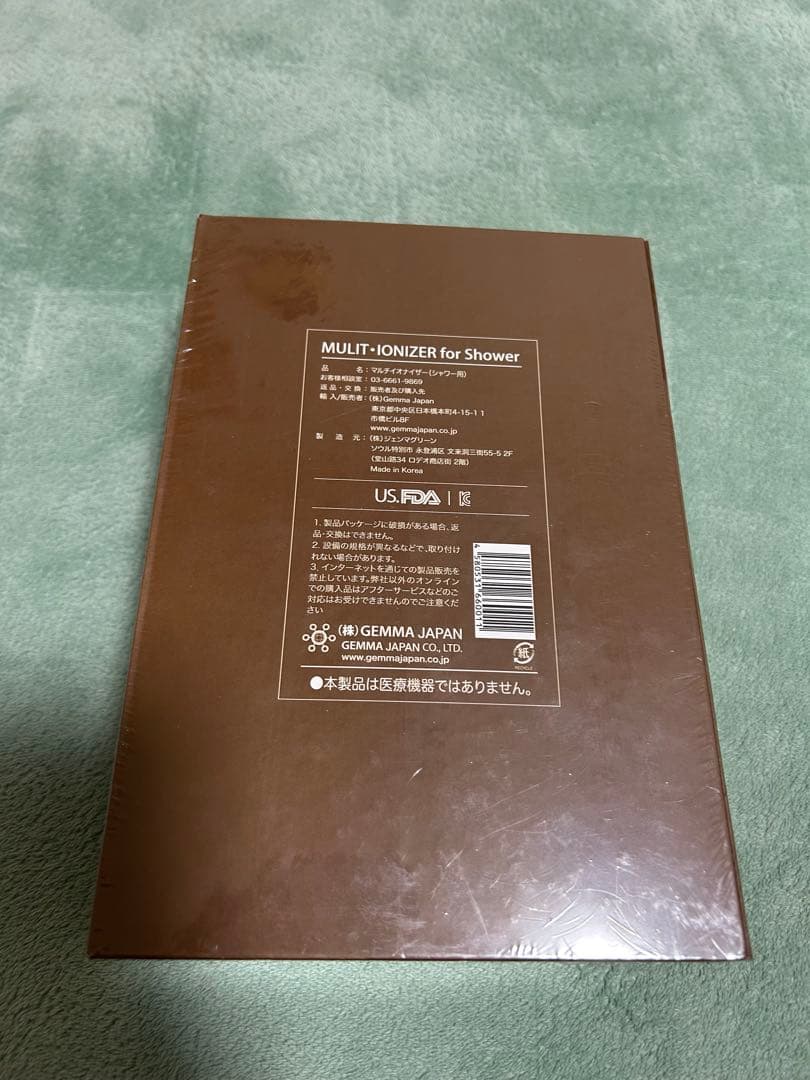 MULIT・IONIZER for Shower
品 名：マルチイオナイザー（シャワー用）
お客様相談室：03-6661-9869
返品・交換：販売者及び購入先
輸入/販売者：（株）Gemma Japan
東京都中央区日本橋本町4-15-1 1
市橋ビル8F
www.gemmajapan.co.jp
製造元：（株）ジェンマグリーン
ソウル特別市 永登浦区 文来洞三街55-5 2F
（堂山路34 ロデオ商店街 2階）
Made in Korea
US.FDA | KC
1. 製品パッケージに破損がある場合、返
品・交換はできません。
2. 設備の規格が異なるなどで、取り付け
れない場合があります。
3. インターネットを通じての製品販売を
禁止しています。弊社以外のオンライン
での購入品はアフターサービスなどのご
対応はお受けできませんのでご注意くだ
さい
4 580531 660011
（株）GEMMA JAPAN
GEMMA JAPAN CO., LTD.
www.gemmajapan.co.jp
紙
RECYCLE
●本製品は医療機器ではありません。